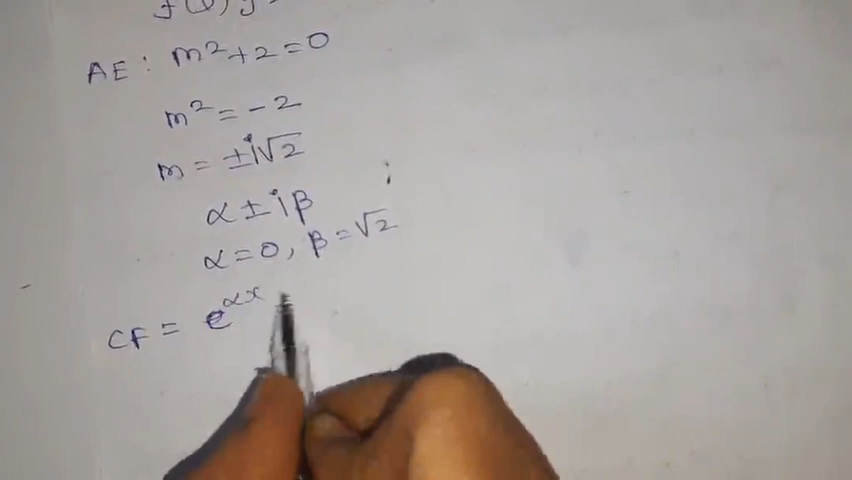 f(D)y
AE: m²+2=0
m² = -2
m = ±i√2
α ± iβ
α = 0, β = √2
CF = e^αx